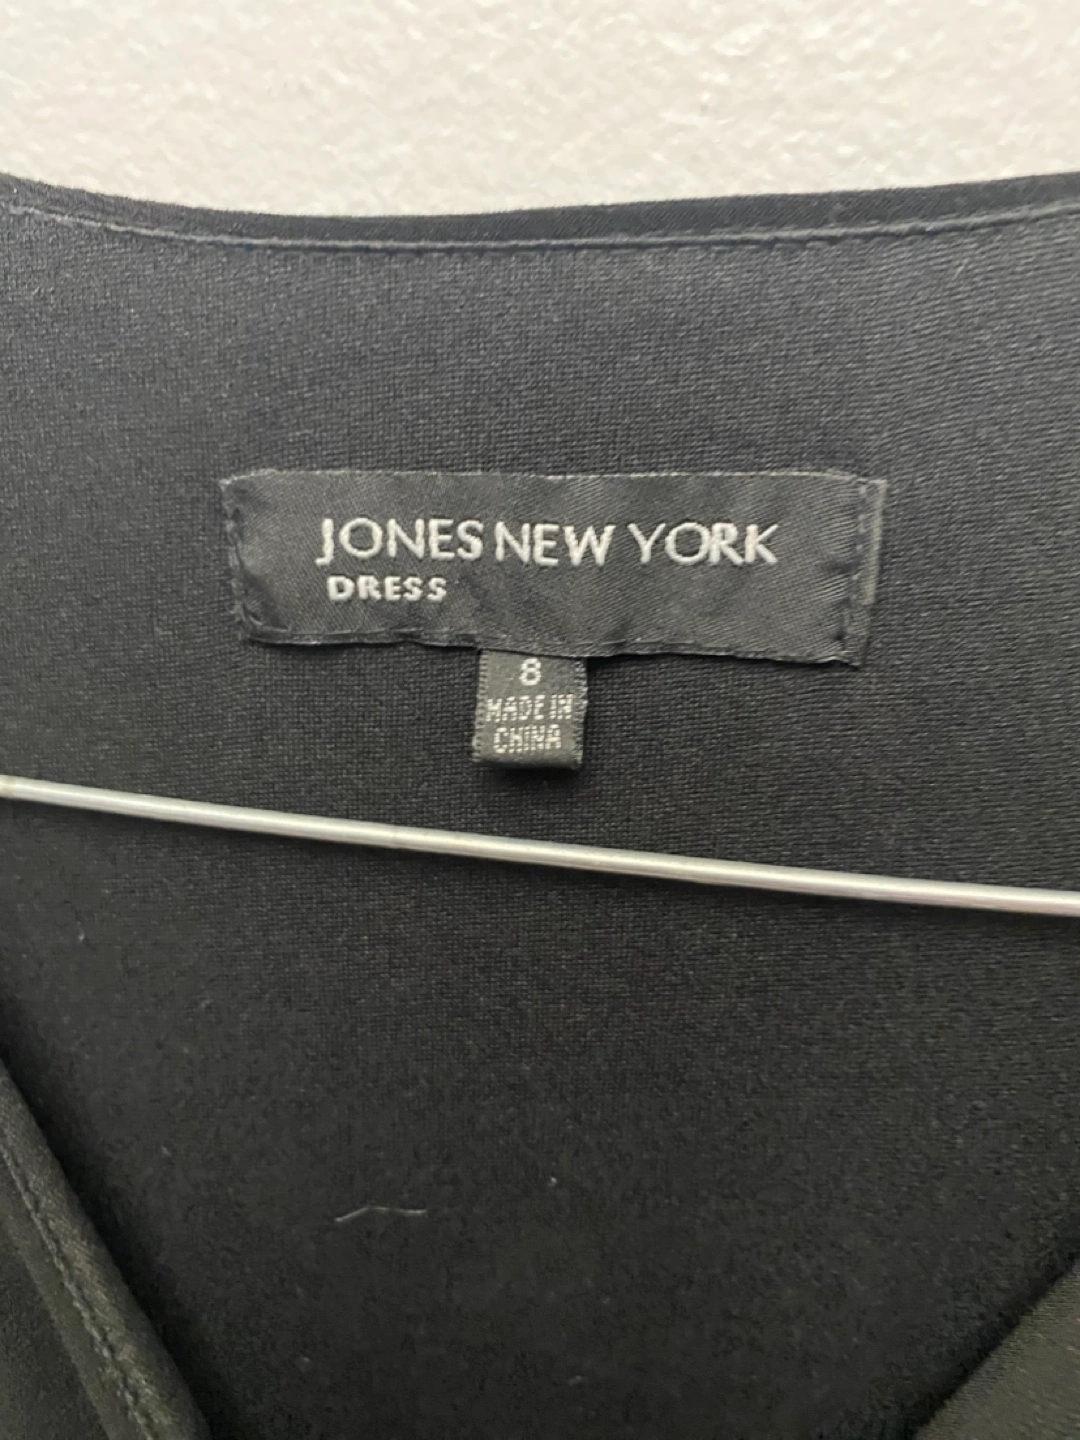 JONES NEW YORK
DRESS
8
MADE IN
CHINA